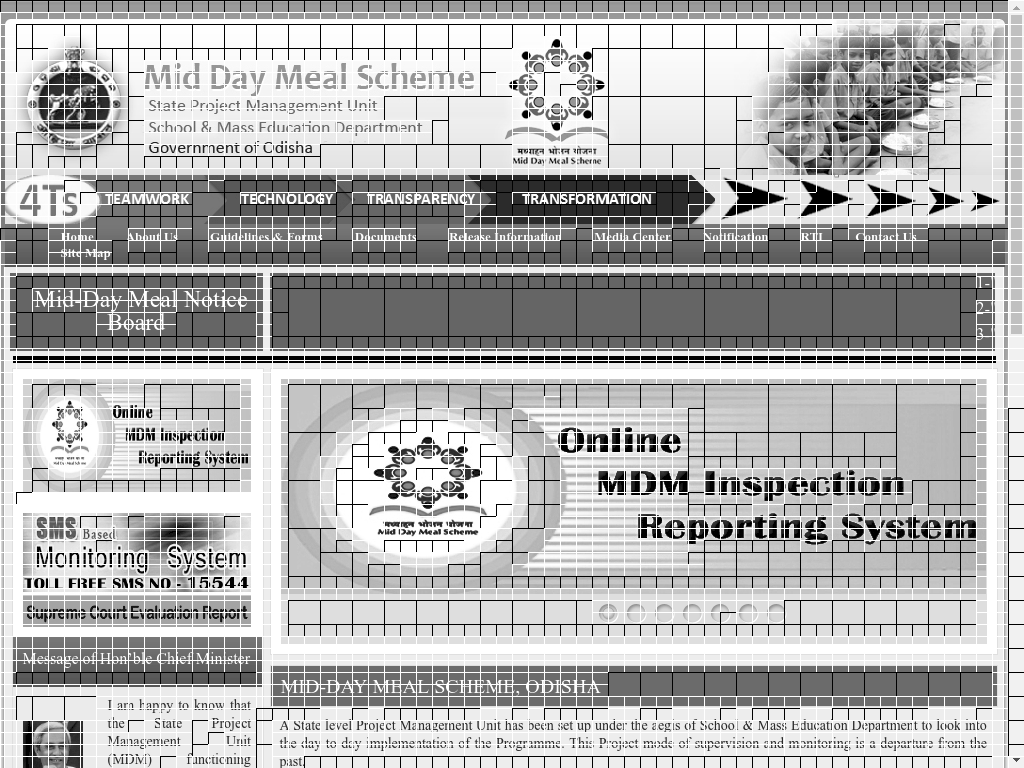 Mid Day Meal Scheme
State Project Management Unit
School & Mass Education Department
Government of Odisha
मध्याह्न भोजन योजना
Mid Day Meal Scheme
4Ts TEAMWORK TECHNOLOGY TRANSPARENCY TRANSFORMATION
Home About Us Guidelines & Forms Documents Release Information Media Center Notification RTI Contact Us
Site Map
Mid-Day Meal Notice
Board
1-
2-
3-
Online
MDM Inspection
Reporting System
Mid Day Meal Scheme
SMS Based
Monitoring System
TOLL FREE SMS NO - 15544
Supreme Court Evaluation Report
Message of Hon'ble Chief Minister
I am happy to know that
the State Project
Management Unit
(MDM) functioning
Online
MDM Inspection
Reporting System
मध्याहन भोजन योजना
Mid Day Meal Scheme
MID-DAY MEAL SCHEME, ODISHA
A State level Project Management Unit has been set up under the aegis of School & Mass Education Department to look into
the day to day implementation of the Programme. This Project mode of supervision and monitoring is a departure from the
past.